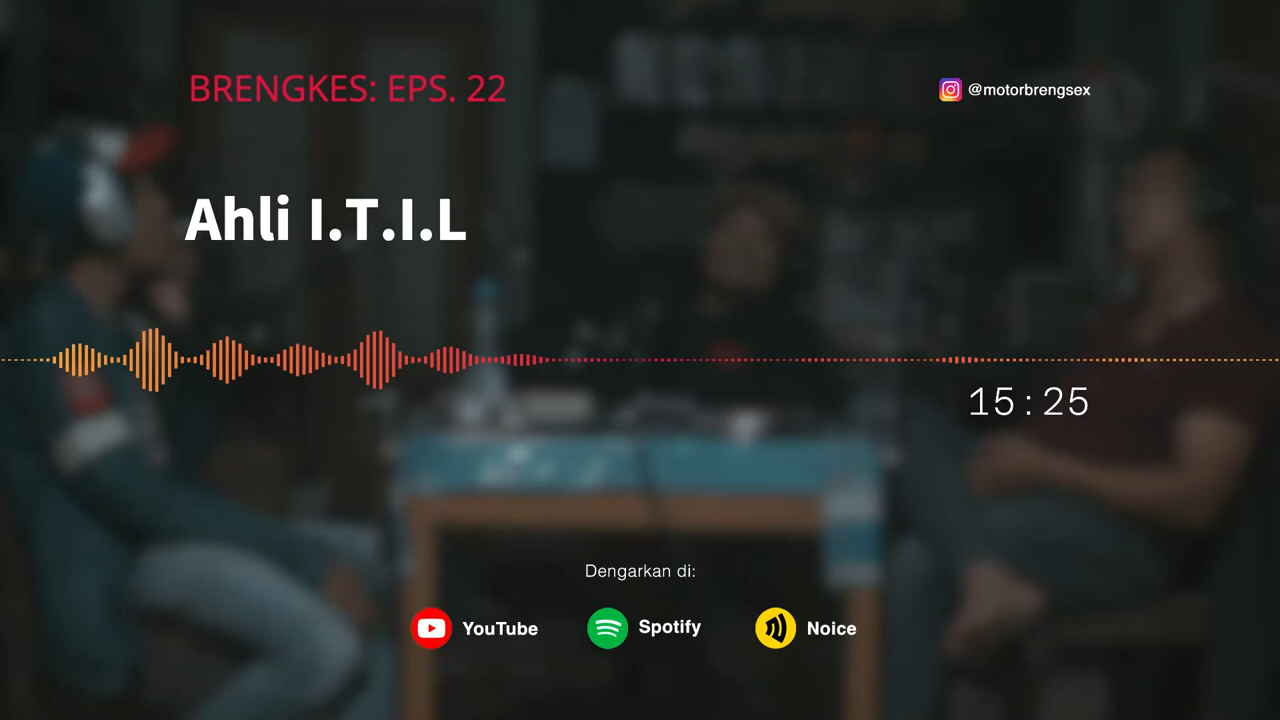 BRENGKES: EPS. 22
@motorbrengsex
Ahli I.T.I.L
15:25
Dengarkan di:
YouTube
Spotify
Noice